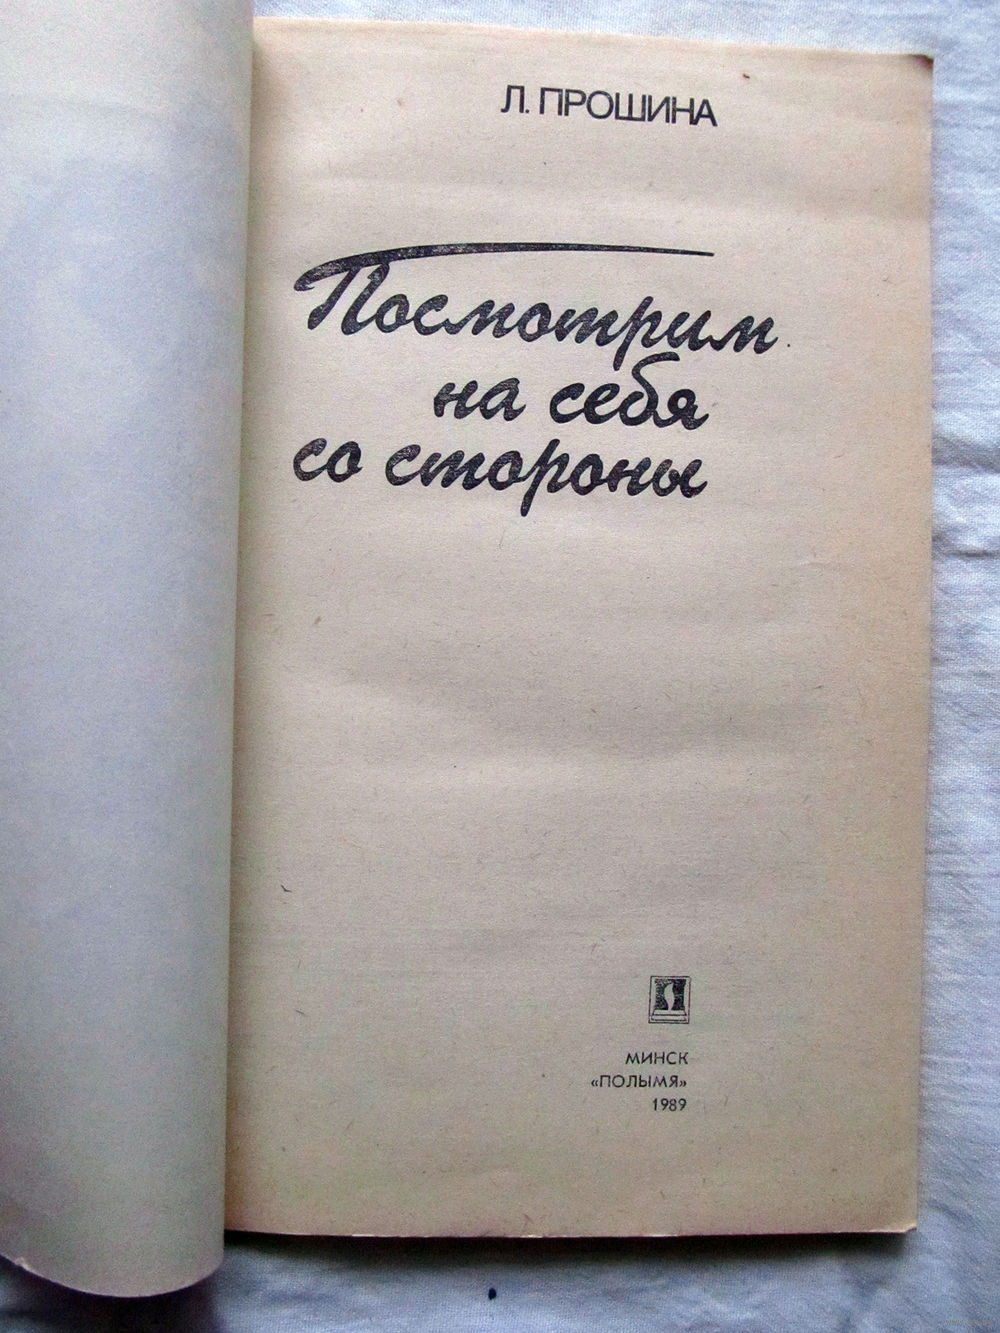 Л. ПРОШИНА
Посмотрим
на себя
со стороны
МИНСК
«ПОЛЫМЯ»
1989